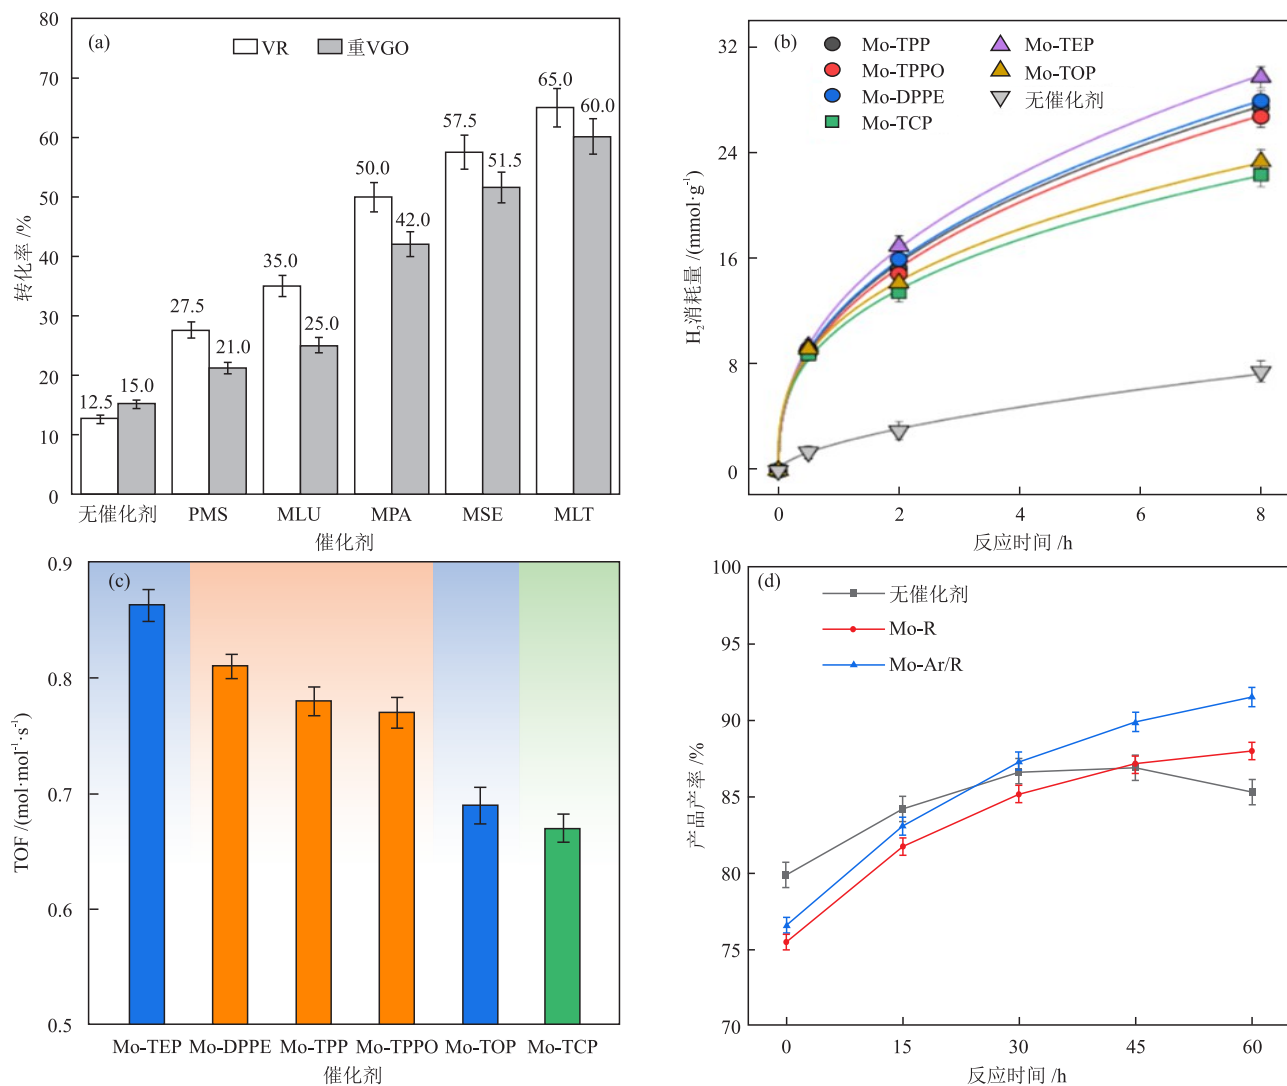 (a)
VR
重VGO
80
70
60
50
40
30
20
10
0
转化率 /%
12.5
15.0
27.5
21.0
35.0
25.0
50.0
42.0
57.5
51.5
65.0
60.0
无催化剂
PMS
MLU
MPA
MSE
MLT
催化剂
(b)
Mo-TPP
Mo-TPPO
Mo-DPPE
Mo-TCP
Mo-TEP
Mo-TOP
无催化剂
32
24
16
8
0
H₂消耗量 /(mmol·g⁻¹)
0
2
4
6
8
反应时间 /h
(c)
0.9
0.8
0.7
0.6
0.5
TOF /(mol·mol⁻¹·s⁻¹)
Mo-TEP
Mo-DPPE
Mo-TPP
Mo-TPPO
Mo-TOP
Mo-TCP
催化剂
(d)
无催化剂
Mo-R
Mo-Ar/R
100
95
90
85
80
75
70
产品产率 /%
0
15
30
45
60
反应时间 /h